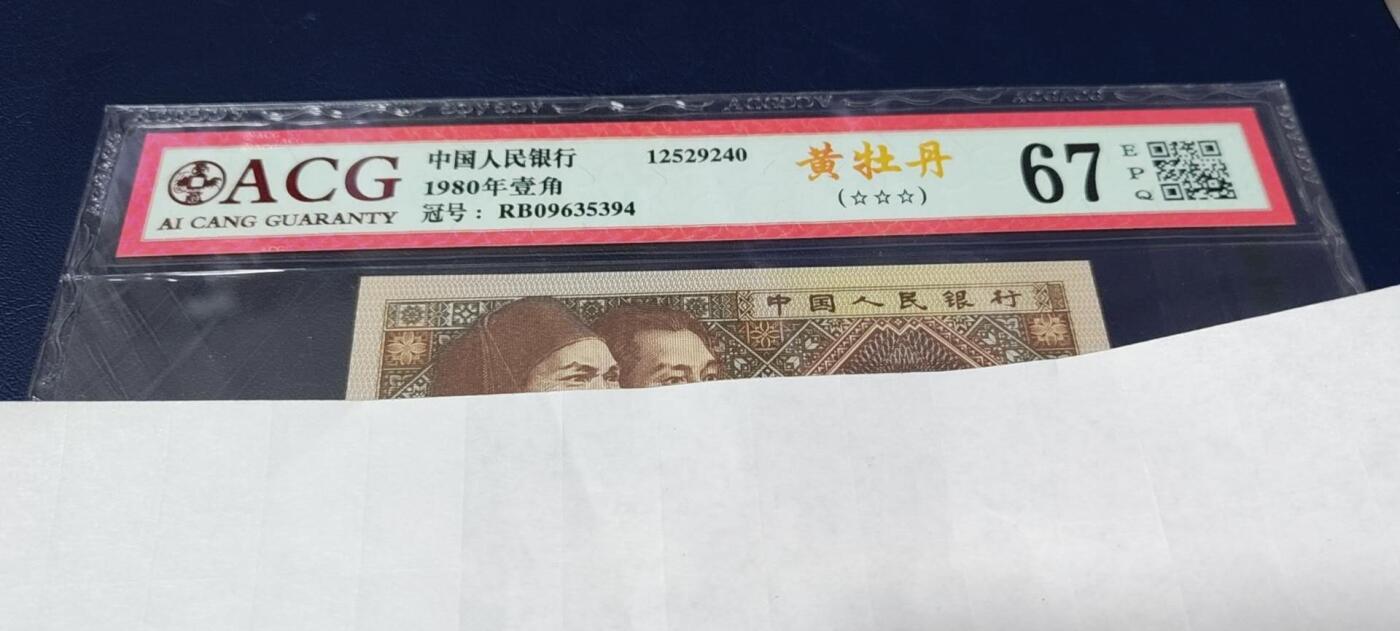 ACG
AI CANG GUARANTY
中国人民银行 12529240
1980年壹角
冠号：RB09635394
黄牡丹
(☆☆☆)
67
EPQ
中国人民银行